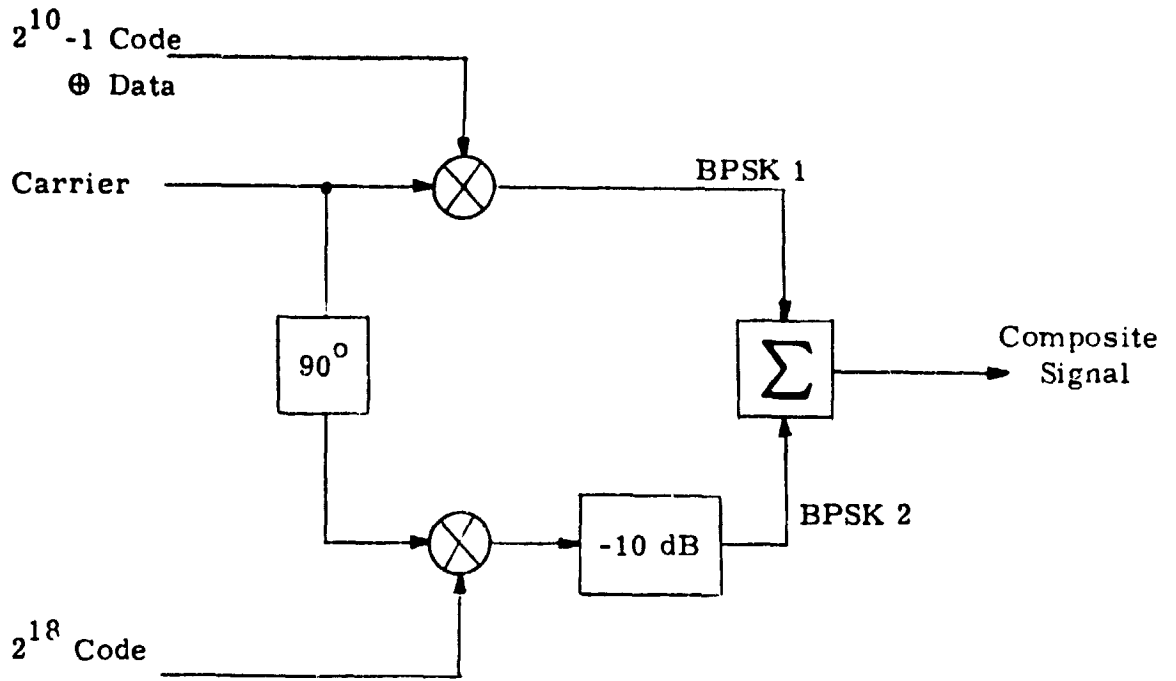 2^10-1 Code
⊕ Data
Carrier
BPSK 1
90°
Σ
Composite
Signal
-10 dB
BPSK 2
2^18 Code